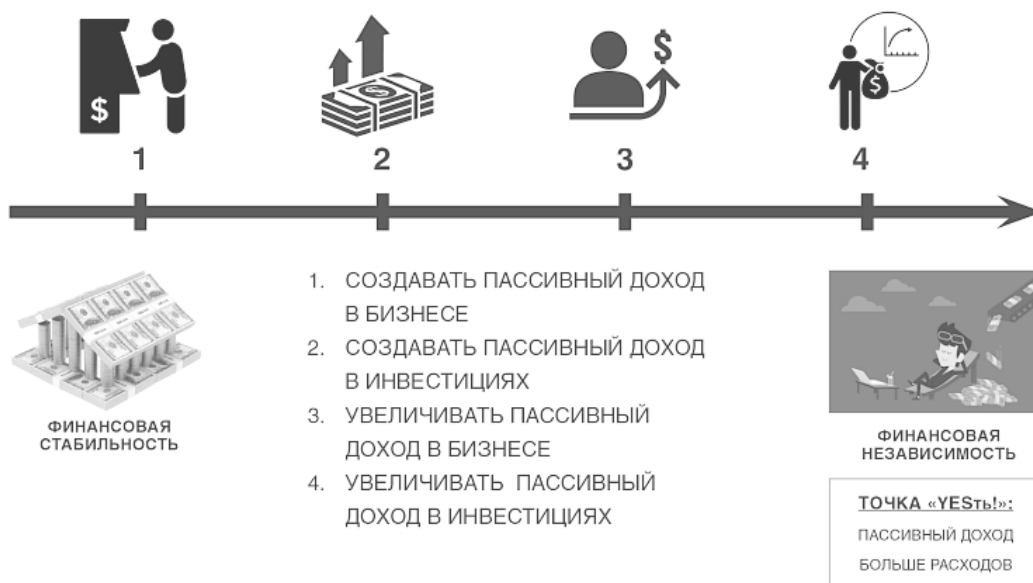 $
$
1
2
3
4
ФИНАНСОВАЯ
СТАБИЛЬНОСТЬ
1. СОЗДАВАТЬ ПАССИВНЫЙ ДОХОД
В БИЗНЕСЕ
2. СОЗДАВАТЬ ПАССИВНЫЙ ДОХОД
В ИНВЕСТИЦИЯХ
3. УВЕЛИЧИВАТЬ ПАССИВНЫЙ
ДОХОД В БИЗНЕСЕ
4. УВЕЛИЧИВАТЬ ПАССИВНЫЙ
ДОХОД В ИНВЕСТИЦИЯХ
ФИНАНСОВАЯ
НЕЗАВИСИМОСТЬ
ТОЧКА «YESть!»:
ПАССИВНЫЙ ДОХОД
БОЛЬШЕ РАСХОДОВ